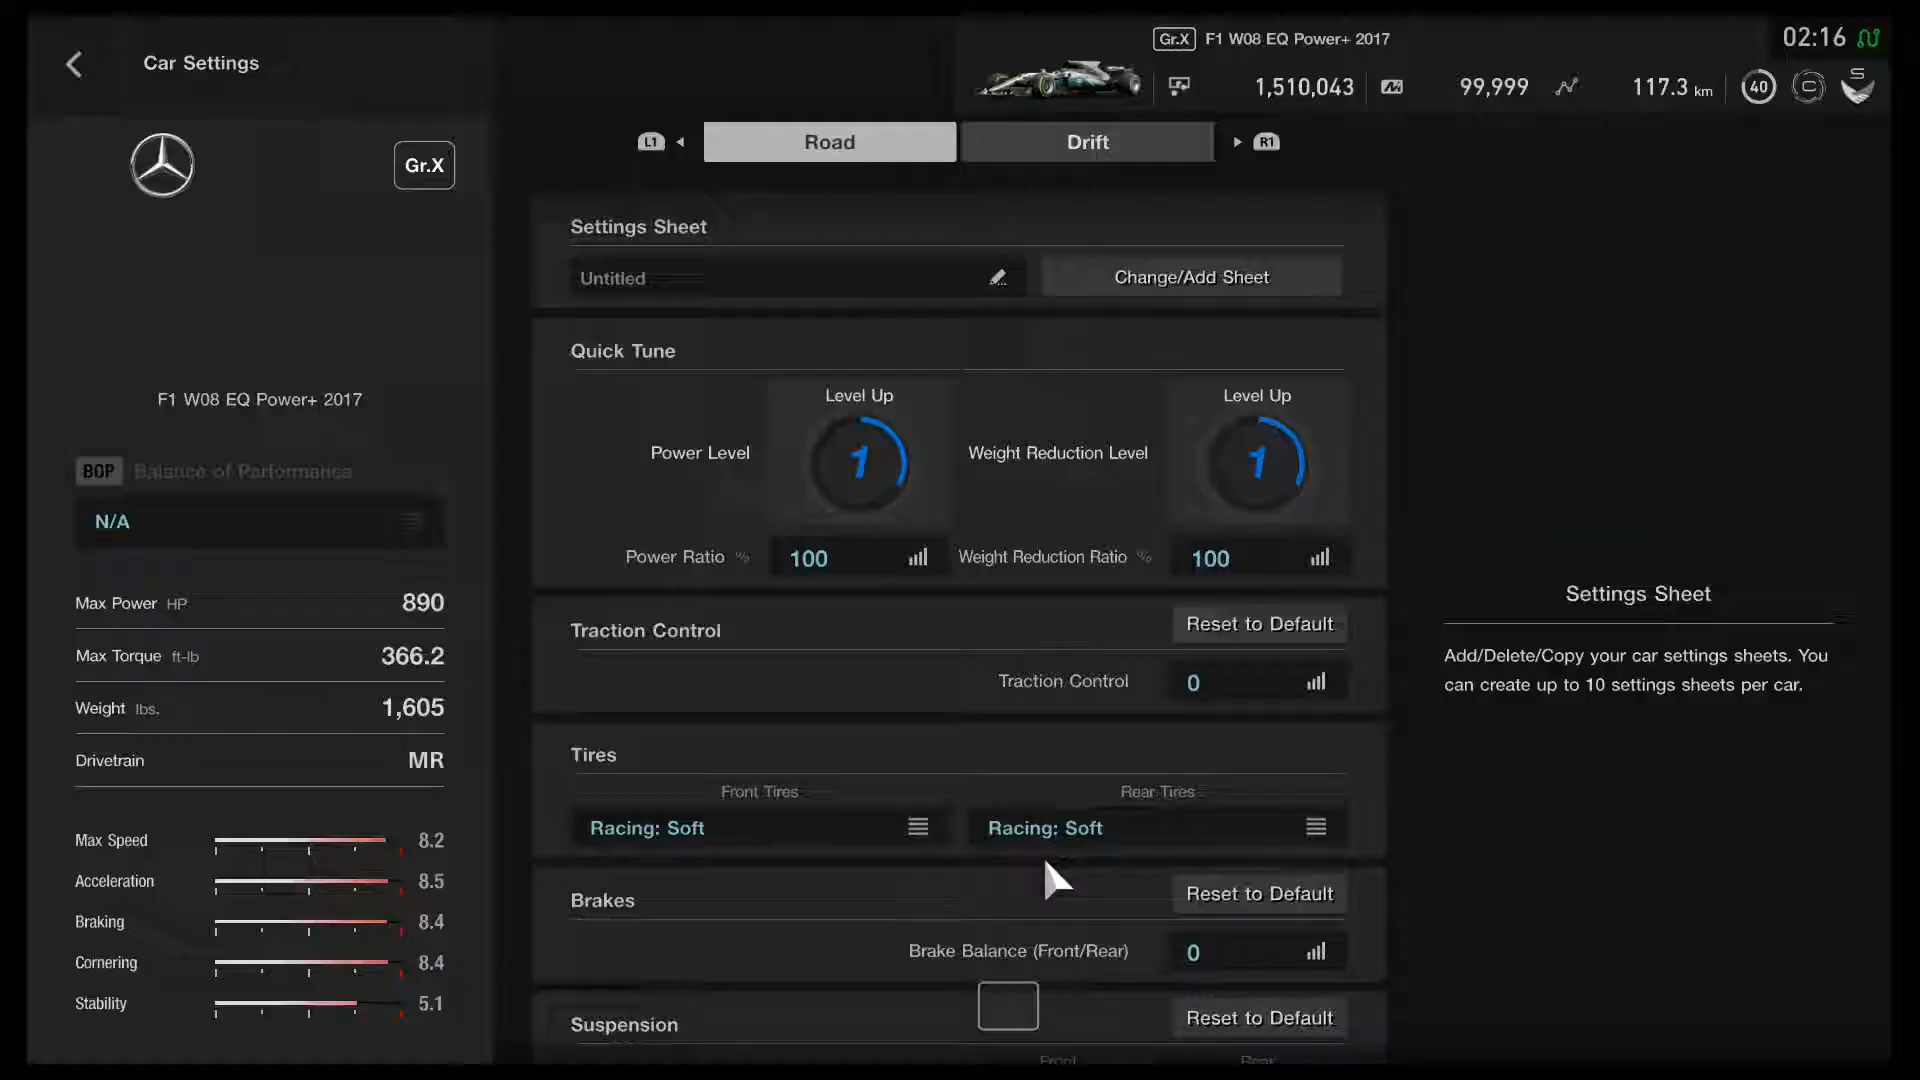 Car Settings
Gr.X F1 W08 EQ Power+ 2017
02:16
1,510,043 99,999 117.3 km 40 C S
L1 Road Drift R1
Gr.X
Settings Sheet
Untitled Change/Add Sheet
Quick Tune
F1 W08 EQ Power+ 2017
Level Up Level Up
Power Level 1 Weight Reduction Level 1
BOP Balance of Performance
N/A
Power Ratio % 100 Weight Reduction Ratio % 100
Max Power HP 890
Max Torque ft-lb 366.2
Weight lbs. 1,605
Drivetrain MR
Traction Control Reset to Default
Traction Control 0
Settings Sheet
Add/Delete/Copy your car settings sheets. You
can create up to 10 settings sheets per car.
Tires
Front Tires Rear Tires
Racing: Soft Racing: Soft
Max Speed 8.2
Acceleration 8.5
Braking 8.4
Cornering 8.4
Stability 5.1
Brakes Reset to Default
Brake Balance (Front/Rear) 0
Suspension Reset to Default
Front Rear